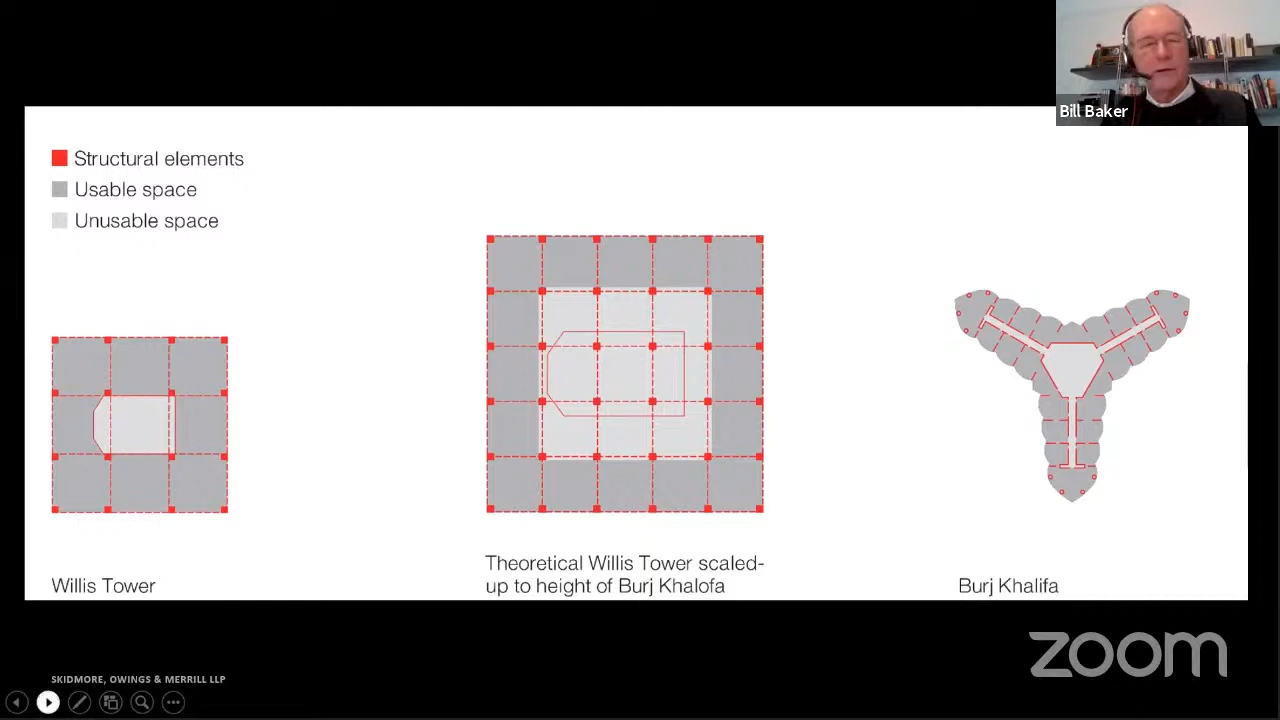 Bill Baker
Structural elements
Usable space
Unusable space
Willis Tower
Theoretical Willis Tower scaled-
up to height of Burj Khalofa
Burj Khalifa
zoom
SKIDMORE, OWINGS & MERRILL LLP